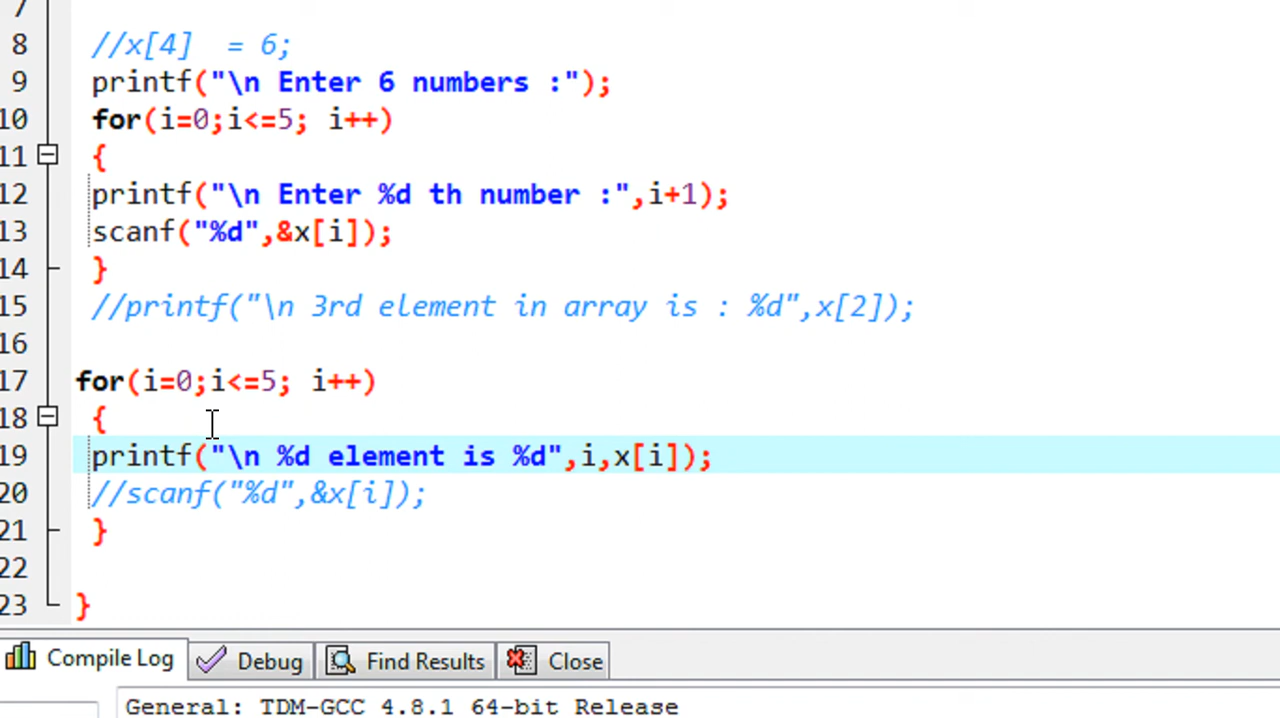 7
8 //x[4]  = 6;
9 printf("\n Enter 6 numbers :");
10 for(i=0;i<=5; i++)
11 {
12 printf("\n Enter %d th number :",i+1);
13 scanf("%d",&x[i]);
14 }
15 //printf("\n 3rd element in array is : %d",x[2]);
16
17 for(i=0;i<=5; i++)
18 {
19 printf("\n %d element is %d",i,x[i]);
20 //scanf("%d",&x[i]);
21 }
22
23 }
Compile Log Debug Find Results Close
General: TDM-GCC 4.8.1 64-bit Release